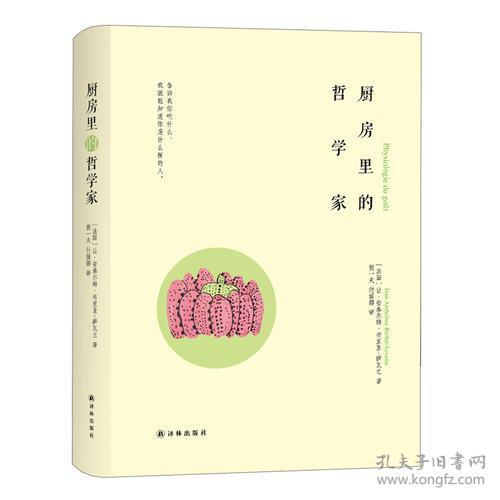 厨房里的哲学家
[法国]让·安泰尔姆·布里亚-萨瓦兰 著
敦一夫 付丽娜 译
告诉我你吃什么，
我就能知道你是什么样的人。
厨房里的
哲学家
Physiologie du goût
[法国]让·安泰尔姆·布里亚-萨瓦兰 著
Jean Anthelme Brillat-Savarin
敦一夫 付丽娜 译
译林出版社
孔夫子旧书网
www.kongfz.com